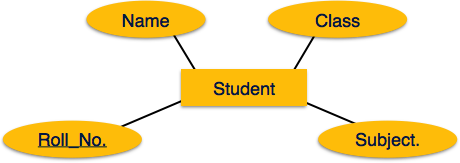 Name
Class
Student
Roll_No.
Subject.